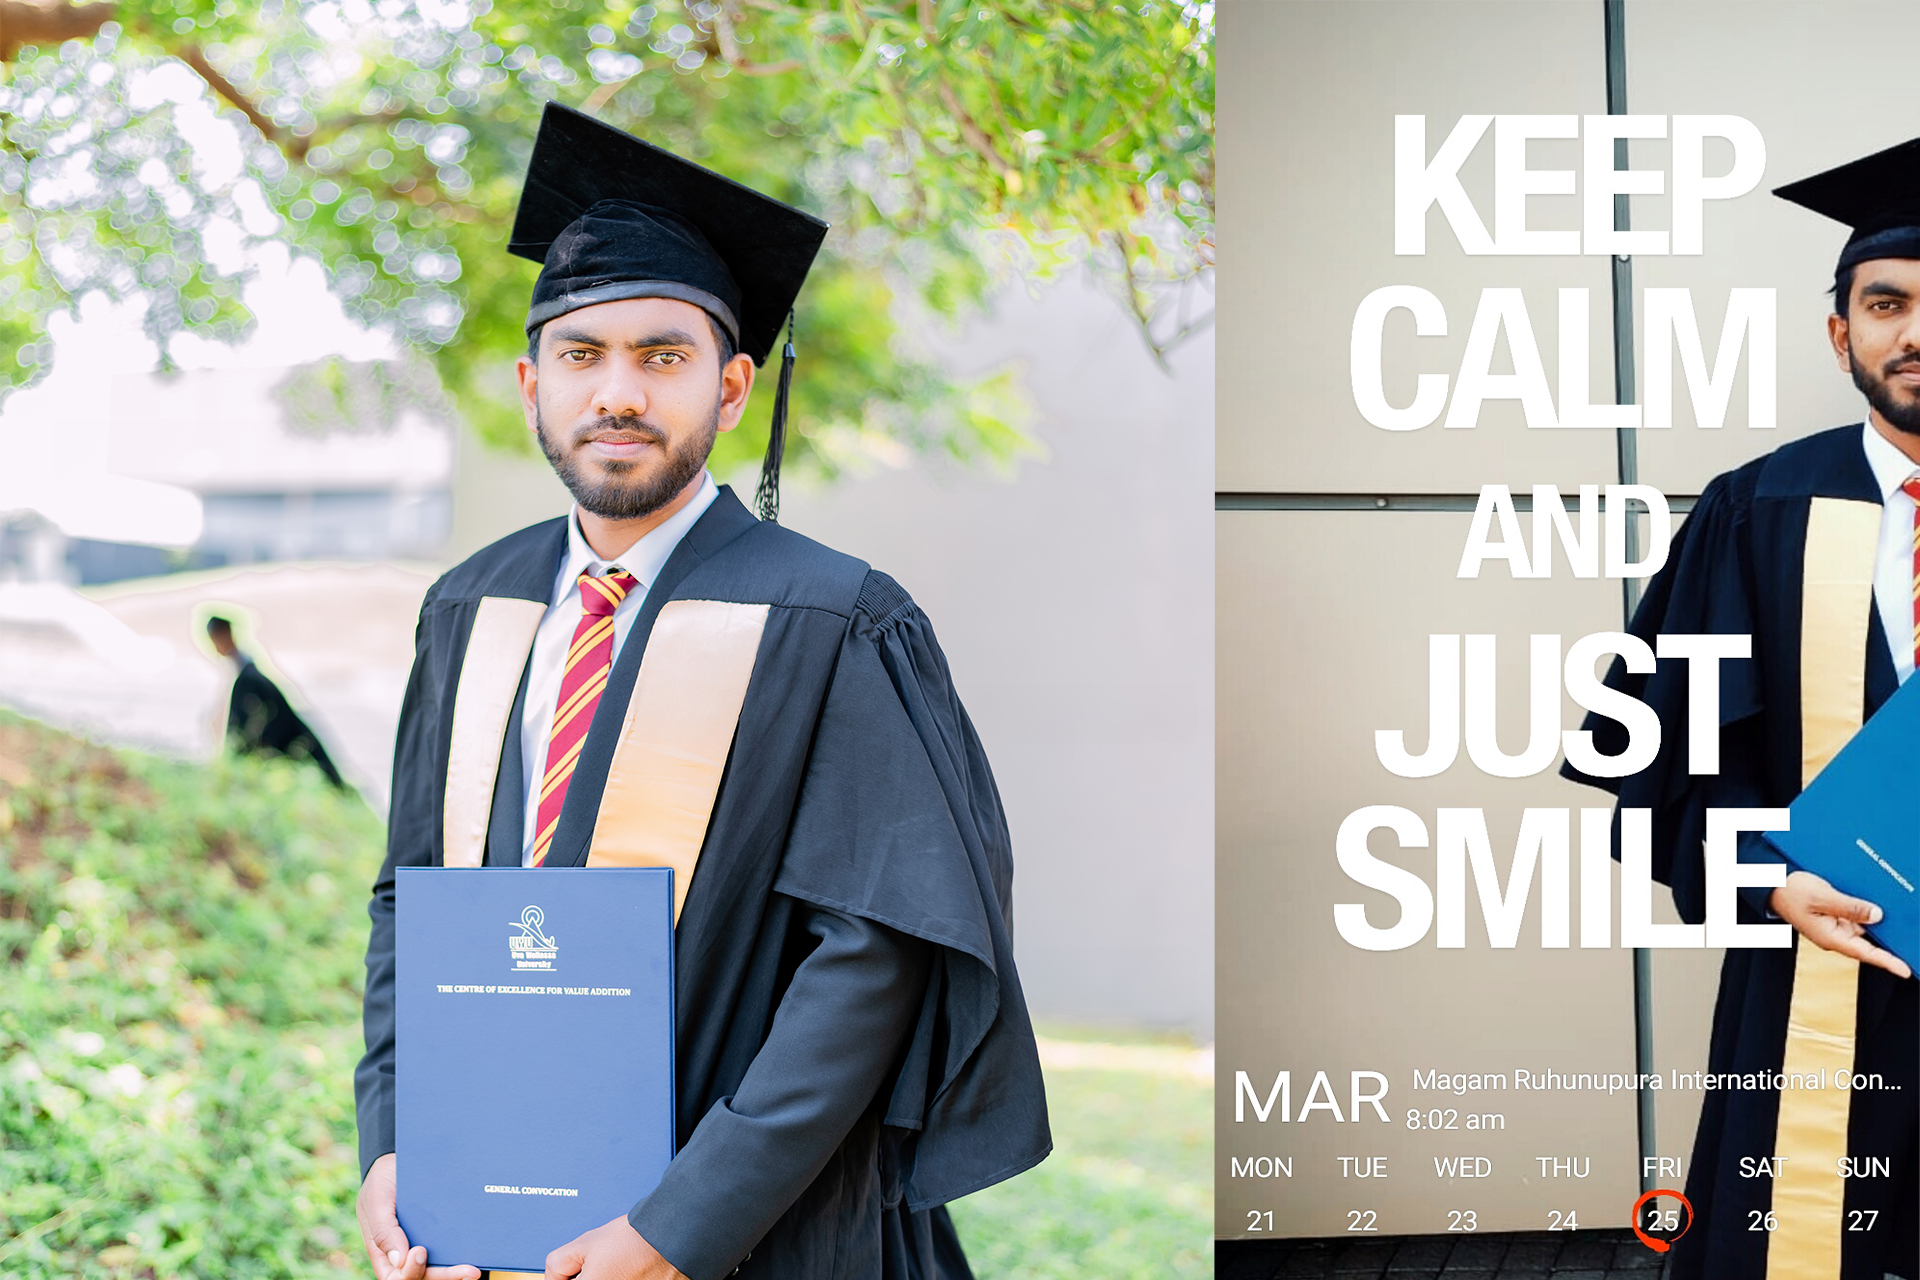 UWU
Uva Wellassa
University
THE CENTRE OF EXCELLENCE FOR VALUE ADDITION
GENERAL CONVOCATION
KEEP
CALM
AND
JUST
SMILE
GENERAL CONVOCATION
MAR
Magam Ruhunupura International Con...
8:02 am
MON TUE WED THU FRI SAT SUN
21 22 23 24 25 26 27